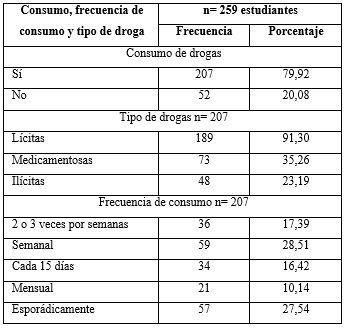 Consumo, frecuencia de consumo y tipo de droga n= 259 estudiantes
Frecuencia Porcentaje
Consumo de drogas
Sí 207 79,92
No 52 20,08
Tipo de drogas n= 207
Lícitas 189 91,30
Medicamentosas 73 35,26
Ilícitas 48 23,19
Frecuencia de consumo n= 207
2 o 3 veces por semanas 36 17,39
Semanal 59 28,51
Cada 15 días 34 16,42
Mensual 21 10,14
Esporádicamente 57 27,54